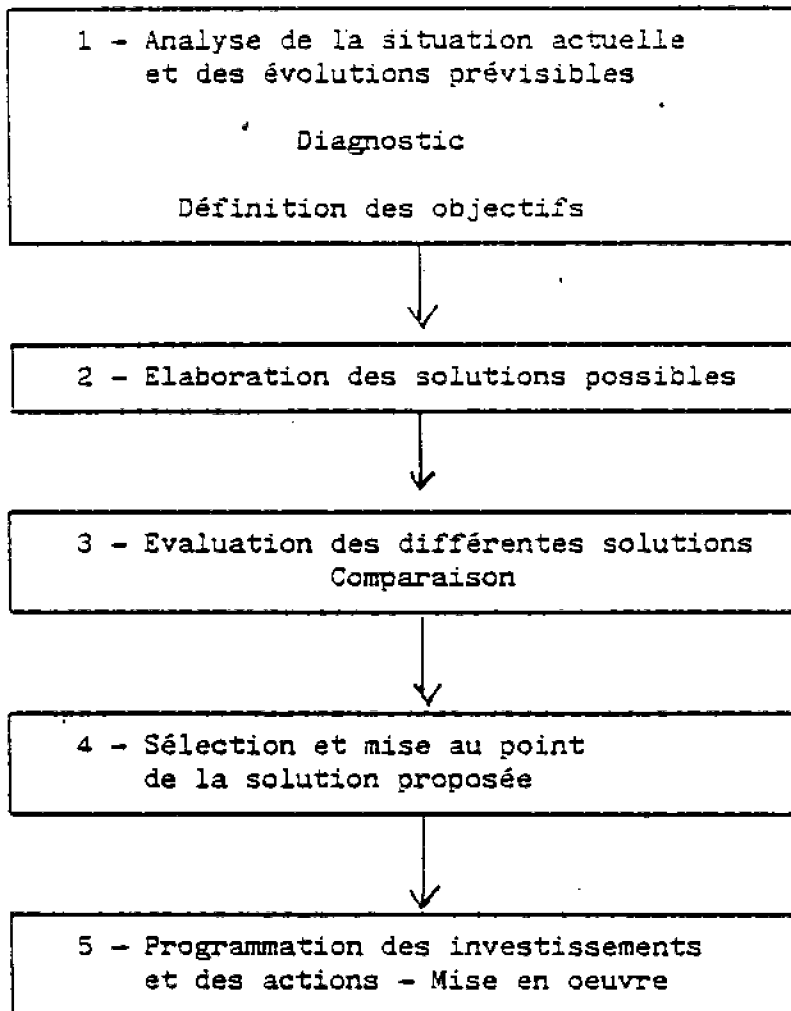 1 - Analyse de la situation actuelle
et des évolutions prévisibles
Diagnostic
Définition des objectifs
2 - Elaboration des solutions possibles
3 - Evaluation des différentes solutions
Comparaison
4 - Sélection et mise au point
de la solution proposée
5 - Programmation des investissements
et des actions - Mise en oeuvre